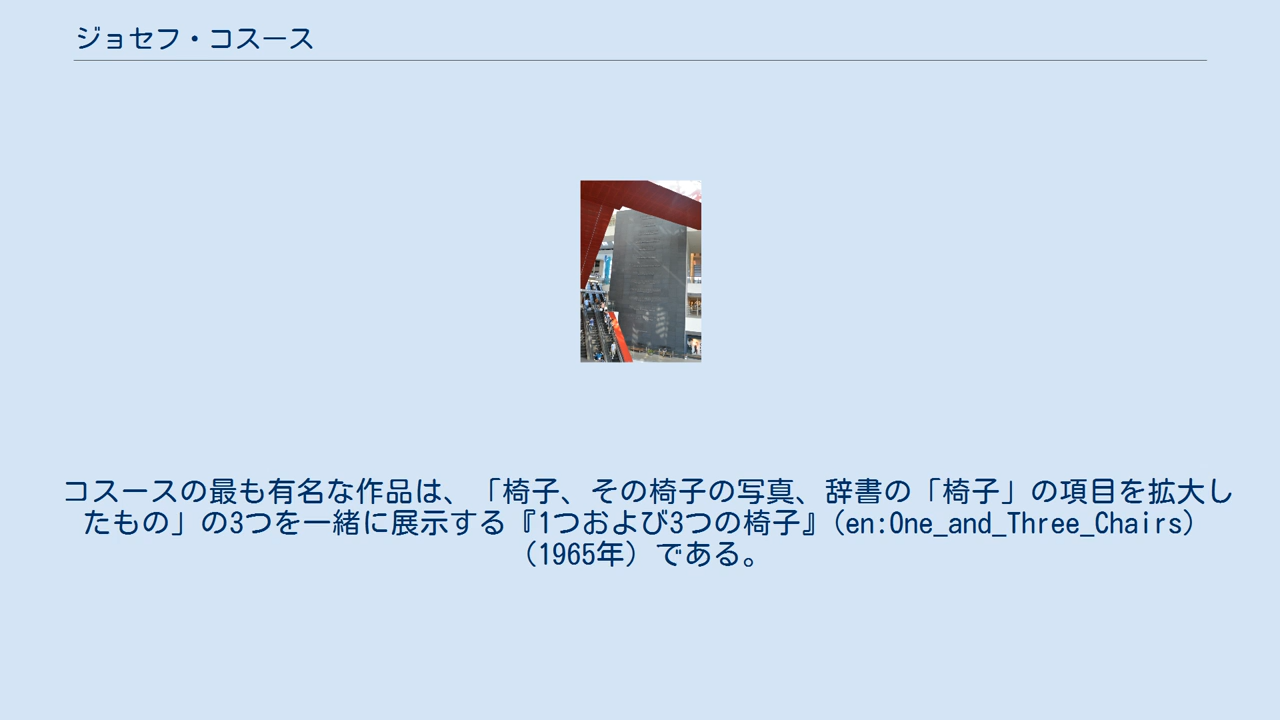 ジョセフ・コスース
コスースの最も有名な作品は、「椅子、その椅子の写真、辞書の「椅子」の項目を拡大し
たもの」の3つを一緒に展示する『1つおよび3つの椅子』（en:One_and_Three_Chairs）
（1965年）である。